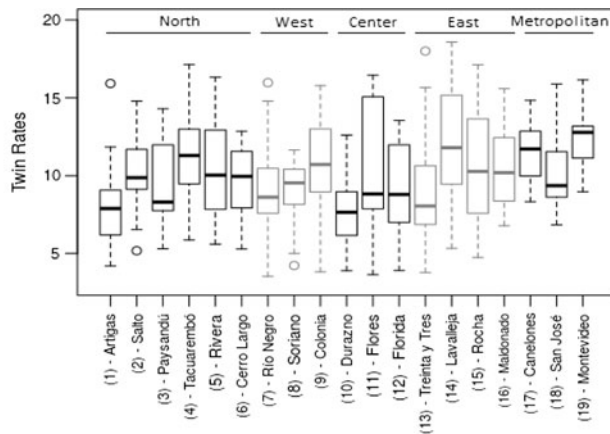 North West Center East Metropolitan
20
15
10
5
Twin Rates
(1) - Artigas
(2) - Salto
(3) - Paysandú
(4) - Tacuarembó
(5) - Rivera
(6) - Cerro Largo
(7) - Río Negro
(8) - Soriano
(9) - Colonia
(10) - Durazno
(11) - Flores
(12) - Florida
(13) - Treinta y Tres
(14) - Lavalleja
(15) - Rocha
(16) - Maldonado
(17) - Canelones
(18) - San José
(19) - Montevideo